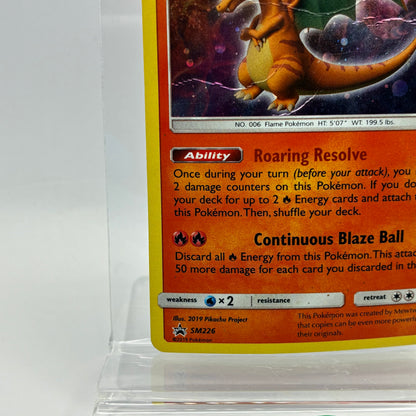 NO. 006 Flame Pokémon HT: 5'07" WT: 199.5 lbs.
Ability Roaring Resolve
Once during your turn (before your attack), you
2 damage counters on this Pokémon. If you do
your deck for up to 2 Energy cards and attach t
this Pokémon. Then, shuffle your deck.
Continuous Blaze Ball
Discard all Energy from this Pokémon. This attac
50 more damage for each card you discarded in th
weakness ×2 resistance retreat
Illus. 2019 Pikachu Project
This Pokémon was created by Mewtw
that copies can be even more powerfu
their originals.
SM226
©2019 Pokémon